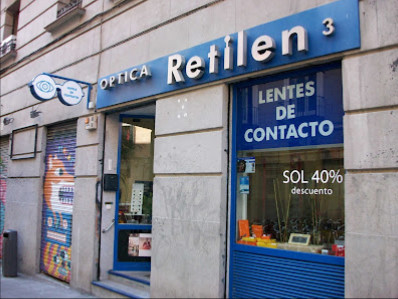 OPTICA Retilen 3
LENTES
DE
CONTACTO
SOL 40%
descuento